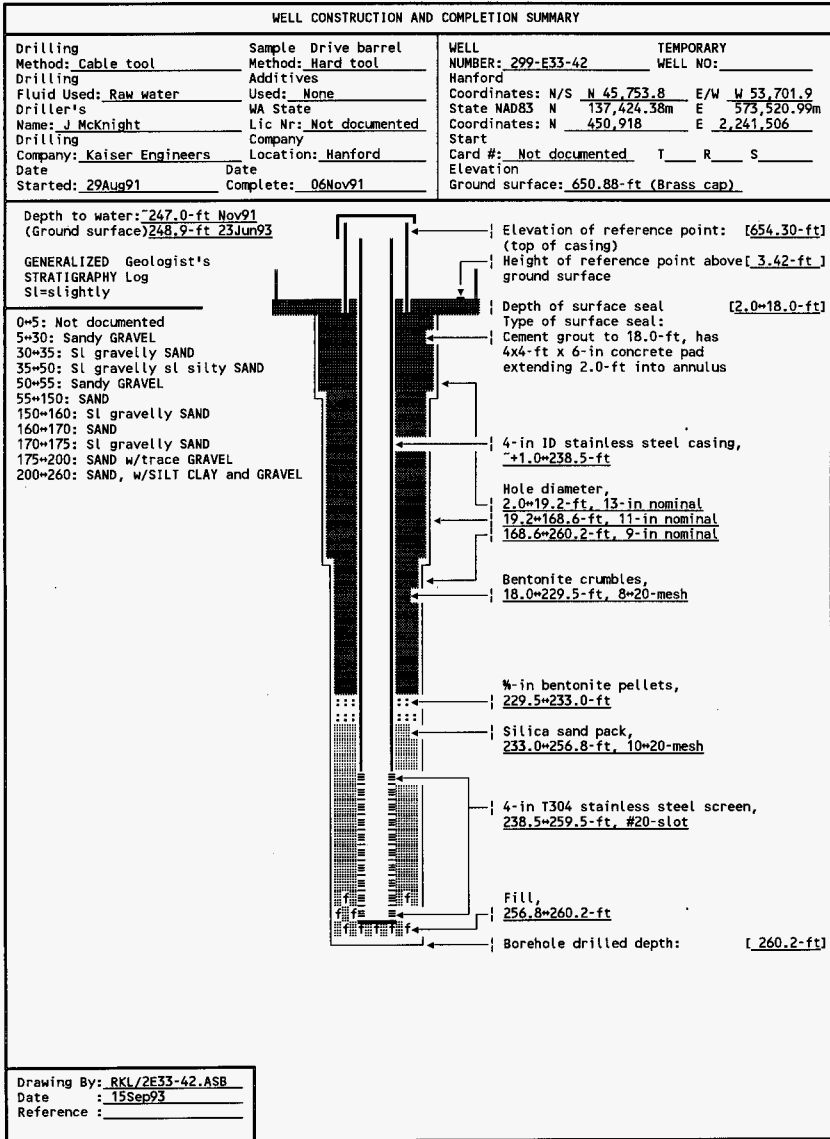 WELL CONSTRUCTION AND COMPLETION SUMMARY
Drilling Sample Drive barrel
Method: Cable tool Method: Hard tool
Drilling Additives
Fluid Used: Raw water Used: None
Driller's WA State
Name: J McKnight Lic Nr: Not documented
Drilling Company
Company: Kaiser Engineers Location: Hanford
Date Date
Started: 29Aug91 Complete: 06Nov91
WELL TEMPORARY
NUMBER: 299-E33-42 WELL NO:
Hanford
Coordinates: N/S N 45,753.8 E/W W 53,701.9
State NAD83 N 137,424.38m E 573,520.99m
Coordinates: N 450,918 E 2,241,506
Start
Card #: Not documented T R S
Elevation
Ground surface: 650.88-ft (Brass cap)
Depth to water: ~247.0-ft Nov91
(Ground surface) 248.9-ft 23Jun93
GENERALIZED Geologist's
STRATIGRAPHY Log
Sl=slightly
0↔5: Not documented
5↔30: Sandy GRAVEL
30↔35: Sl gravelly SAND
35↔50: Sl gravelly sl silty SAND
50↔55: Sandy GRAVEL
55↔150: SAND
150↔160: Sl gravelly SAND
160↔170: SAND
170↔175: Sl gravelly SAND
175↔200: SAND w/trace GRAVEL
200↔260: SAND, w/SILT CLAY and GRAVEL
Elevation of reference point: [654.30-ft]
(top of casing)
Height of reference point above[ 3.42-ft ]
ground surface
Depth of surface seal [2.0↔18.0-ft]
Type of surface seal:
Cement grout to 18.0-ft, has
4x4-ft x 6-in concrete pad
extending 2.0-ft into annulus
4-in ID stainless steel casing,
~+1.0↔238.5-ft
Hole diameter,
2.0↔19.2-ft, 13-in nominal
19.2↔168.6-ft, 11-in nominal
168.6↔260.2-ft, 9-in nominal
Bentonite crumbles,
18.0↔229.5-ft, 8↔20-mesh
-in bentonite pellets,
229.5↔233.0-ft
Silica sand pack,
233.0↔256.8-ft, 10↔20-mesh
4-in T304 stainless steel screen,
238.5↔259.5-ft, #20-slot
Fill,
256.8↔260.2-ft
Borehole drilled depth: [ 260.2-ft]
Drawing By: RKL/2E33-42.ASB
Date : 15Sep93
Reference :